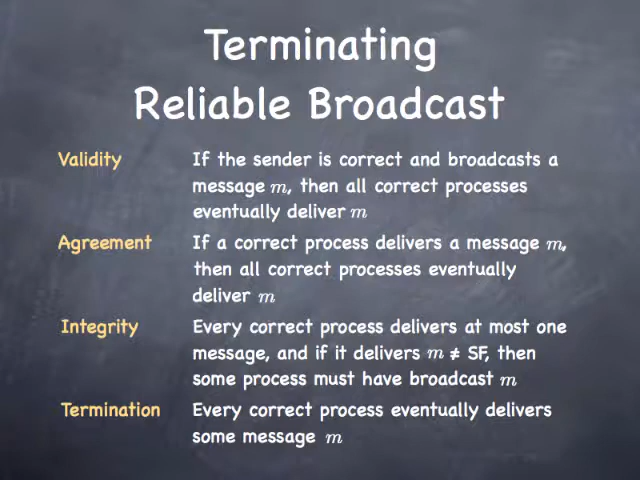 Terminating
Reliable Broadcast
Validity If the sender is correct and broadcasts a
message m, then all correct processes
eventually deliver m
Agreement If a correct process delivers a message m,
then all correct processes eventually
deliver m
Integrity Every correct process delivers at most one
message, and if it delivers m ≠ SF, then
some process must have broadcast m
Termination Every correct process eventually delivers
some message m